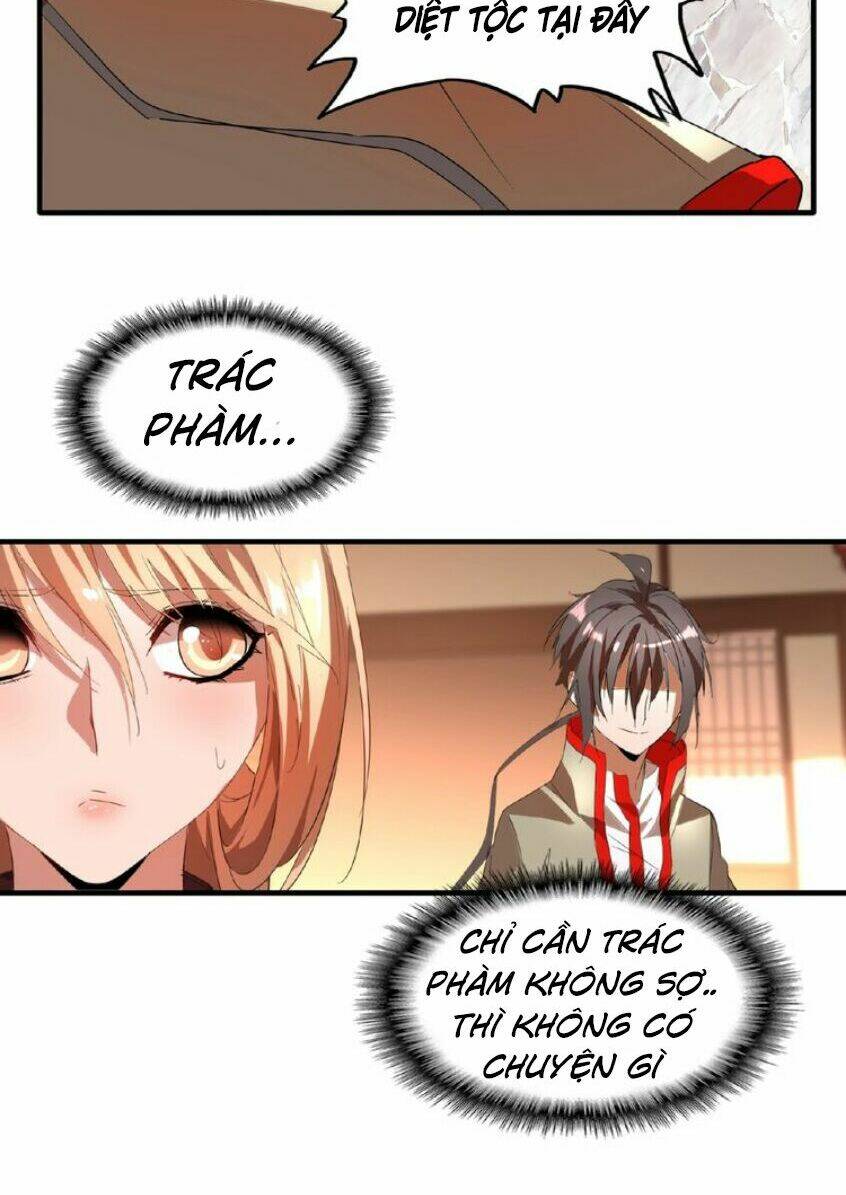 DIỆT TỘC TẠI ĐÂY
TRÁC
PHÀM...
CHỈ CẦN TRÁC
PHÀM KHÔNG SỢ..
THÌ KHÔNG CÓ
CHUYỆN GÌ